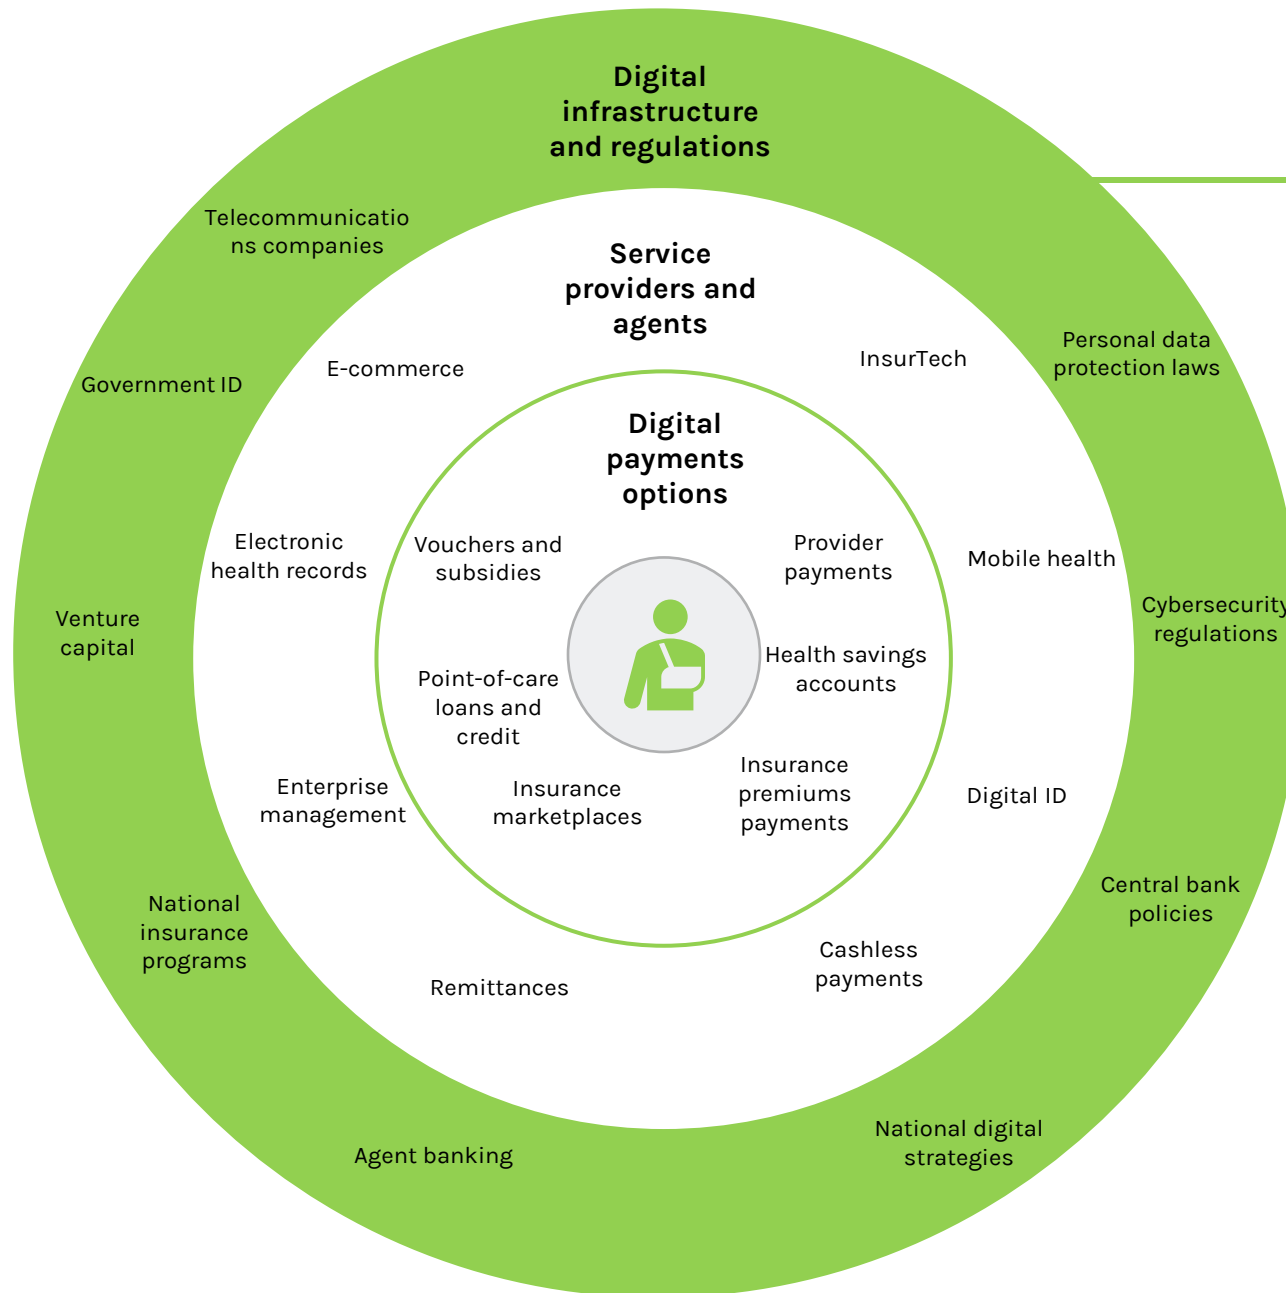 Digital
infrastructure
and regulations
Telecommunicatio
ns companies
Service
providers and
agents
Personal data
protection laws
InsurTech
E-commerce
Government ID
Digital
payments
options
Electronic
health records
Vouchers and
subsidies
Provider
payments
Mobile health
Venture
capital
Cybersecurity
regulations
Health savings
accounts
Point-of-care
loans and
credit
Insurance
premiums
payments
Enterprise
management
Insurance
marketplaces
Digital ID
Central bank
policies
National
insurance
programs
Cashless
payments
Remittances
National digital
strategies
Agent banking